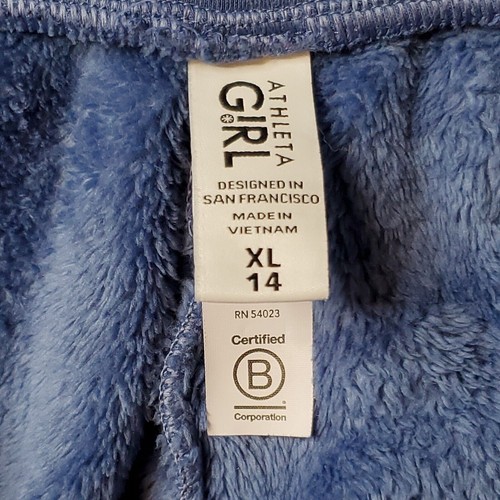 ATHLETA
GIRL
DESIGNED IN
SAN FRANCISCO
MADE IN
VIETNAM
XL
14
RN 54023
Certified
B
Corporation